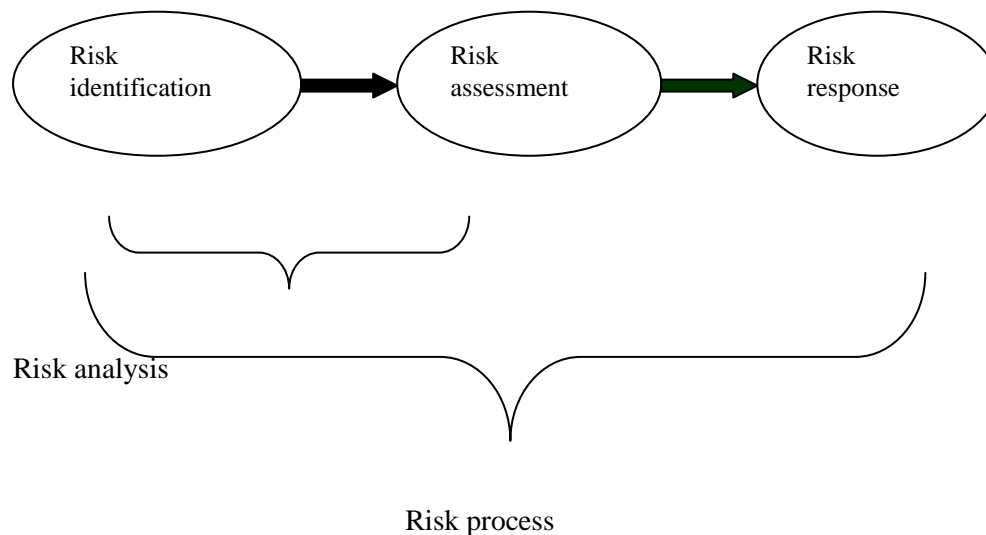 Risk
identification
Risk
assessment
Risk
response
Risk analysis
Risk process